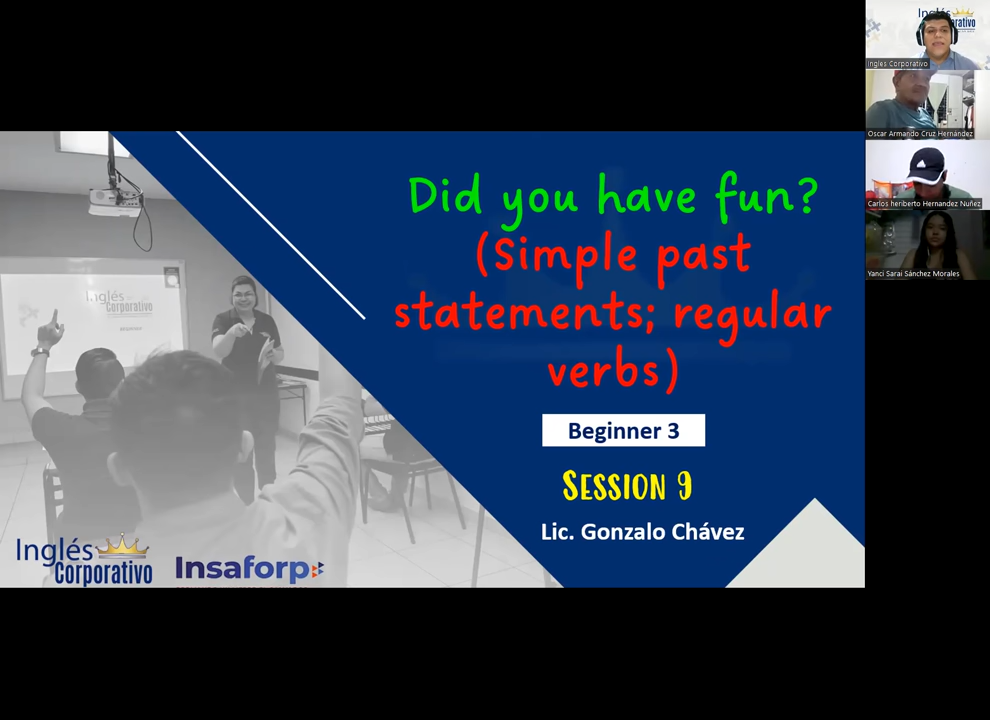 Did you have fun?
(Simple past
statements; regular
verbs)
Beginner 3
SESSION 9
Lic. Gonzalo Chávez
Inglés
Corporativo
Inglés
Corporativo
Insaforp
Inglés
Ingles Corporativo
Oscar Armando Cruz Hernández
Carlos heriberto Hernandez Nuñez
Yanci Sarai Sánchez Morales